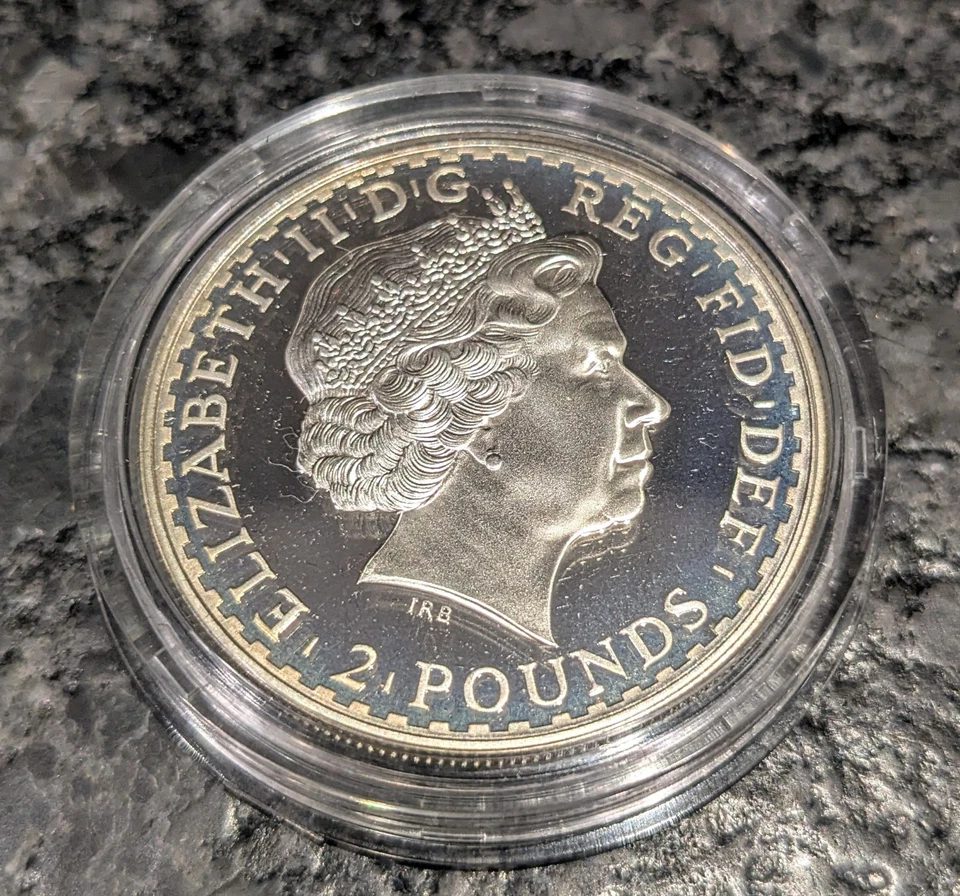 ELIZABETH·II·D·G REG·FID·DEF·
2·POUNDS
IRB